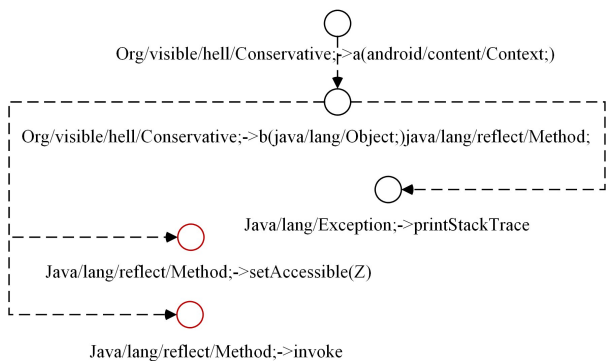 Org/visible/hell/Conservative;->a(android/content/Context;)
Org/visible/hell/Conservative;->b(java/lang/Object;)java/lang/reflect/Method;
Java/lang/Exception;->printStackTrace
Java/lang/reflect/Method;->setAccessible(Z)
Java/lang/reflect/Method;->invoke